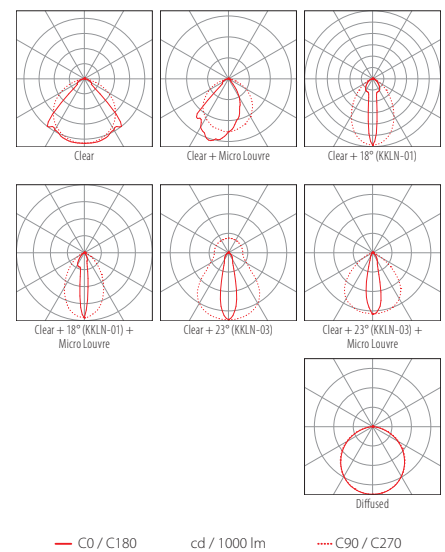 Clear
Clear + Micro Louvre
Clear + 18° (KKLN-01)
Clear + 18° (KKLN-01) +
Micro Louvre
Clear + 23° (KKLN-03)
Clear + 23° (KKLN-03) +
Micro Louvre
Diffused
C0 / C180
cd / 1000 lm
C90 / C270